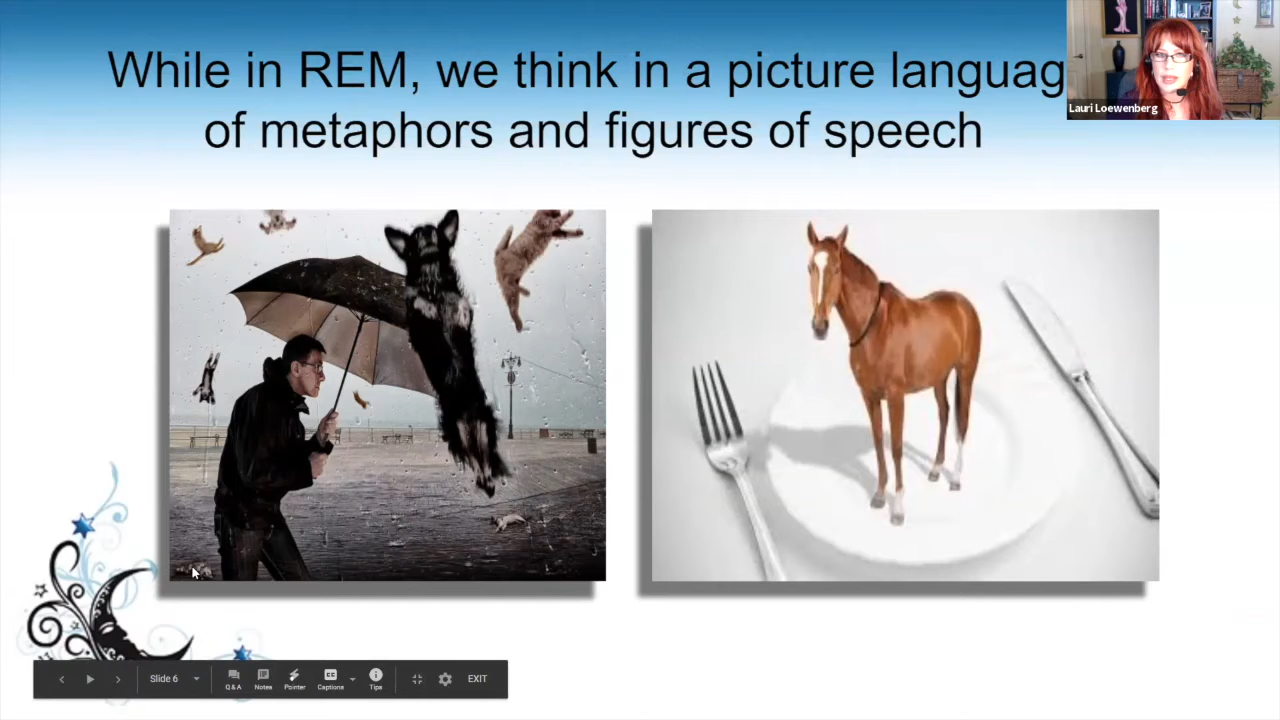 While in REM, we think in a picture languag
of metaphors and figures of speech
Lauri Loewenberg
Slide 6
Q&A
Notes
Pointer
CC
Captions
Tips
EXIT